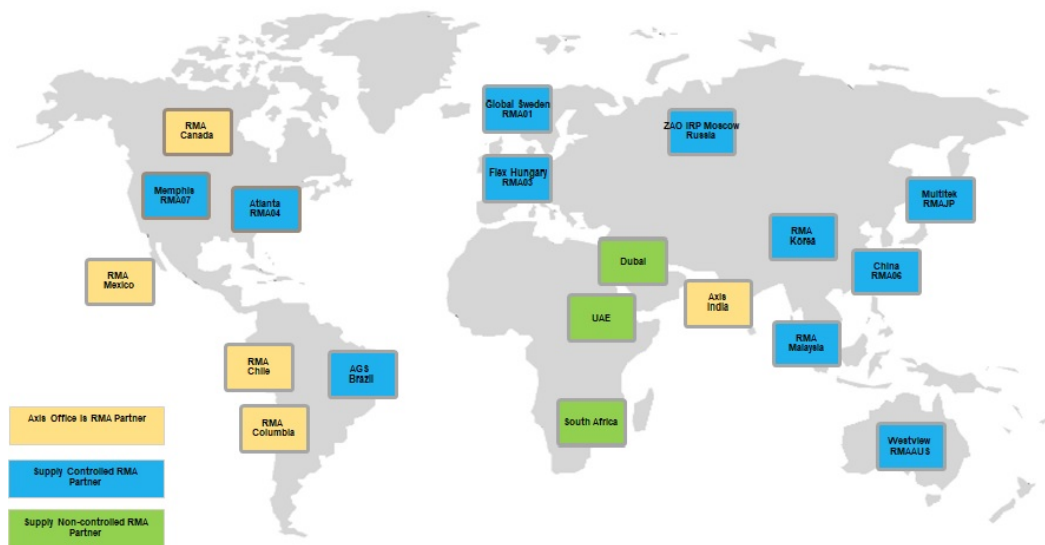 RMA
Canada
Memphis
RMA07
Atlanta
RMA04
RMA
Mexico
RMA
Chile
AGS
Brazil
RMA
Columbia
Global Sweden
RMA01
Flex Hungary
RMA03
ZAO IRP Moscow
Russia
Multitek
RMAJP
RMA
Korea
China
RMA06
Dubai
UAE
Axis
India
RMA
Malaysia
South Africa
Westview
RMAAUS
Axis Office is RMA Partner
Supply Controlled RMA
Partner
Supply Non-controlled RMA
Partner